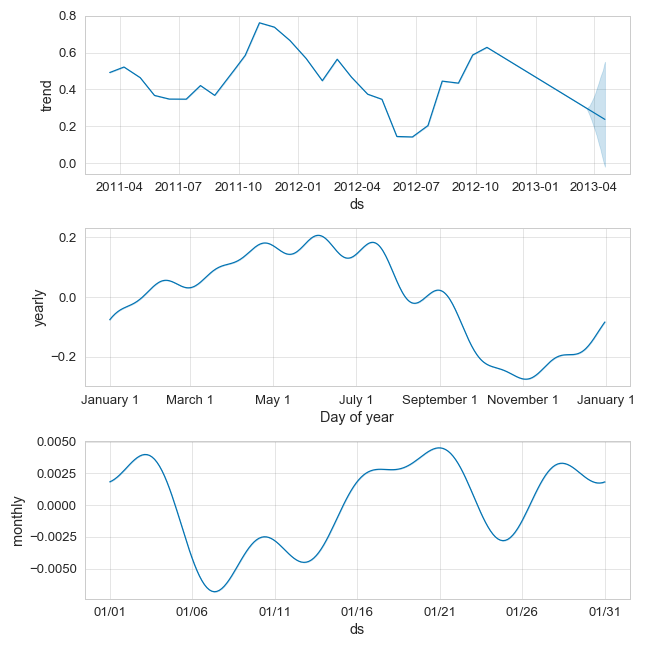 0.8
0.6
0.4
0.2
0.0
trend
2011-04 2011-07 2011-10 2012-01 2012-04 2012-07 2012-10 2013-01 2013-04
ds
0.2
0.0
−0.2
yearly
January 1 March 1 May 1 July 1 September 1 November 1 January 1
Day of year
0.0050
0.0025
0.0000
−0.0025
−0.0050
monthly
01/01 01/06 01/11 01/16 01/21 01/26 01/31
ds